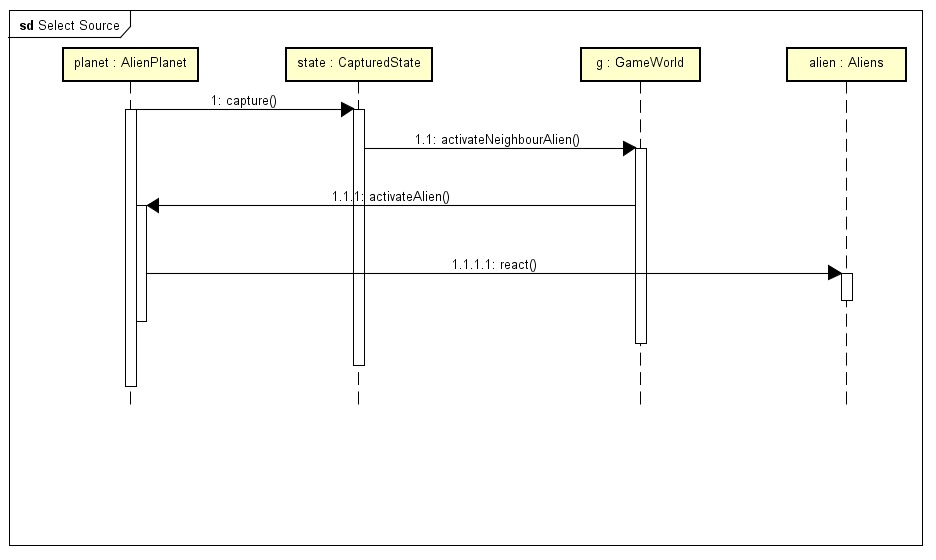 sd Select Source
planet : AlienPlanet
state : CapturedState
g : GameWorld
alien : Aliens
1: capture()
1.1: activateNeighbourAlien()
1.1.1: activateAlien()
1.1.1.1: react()